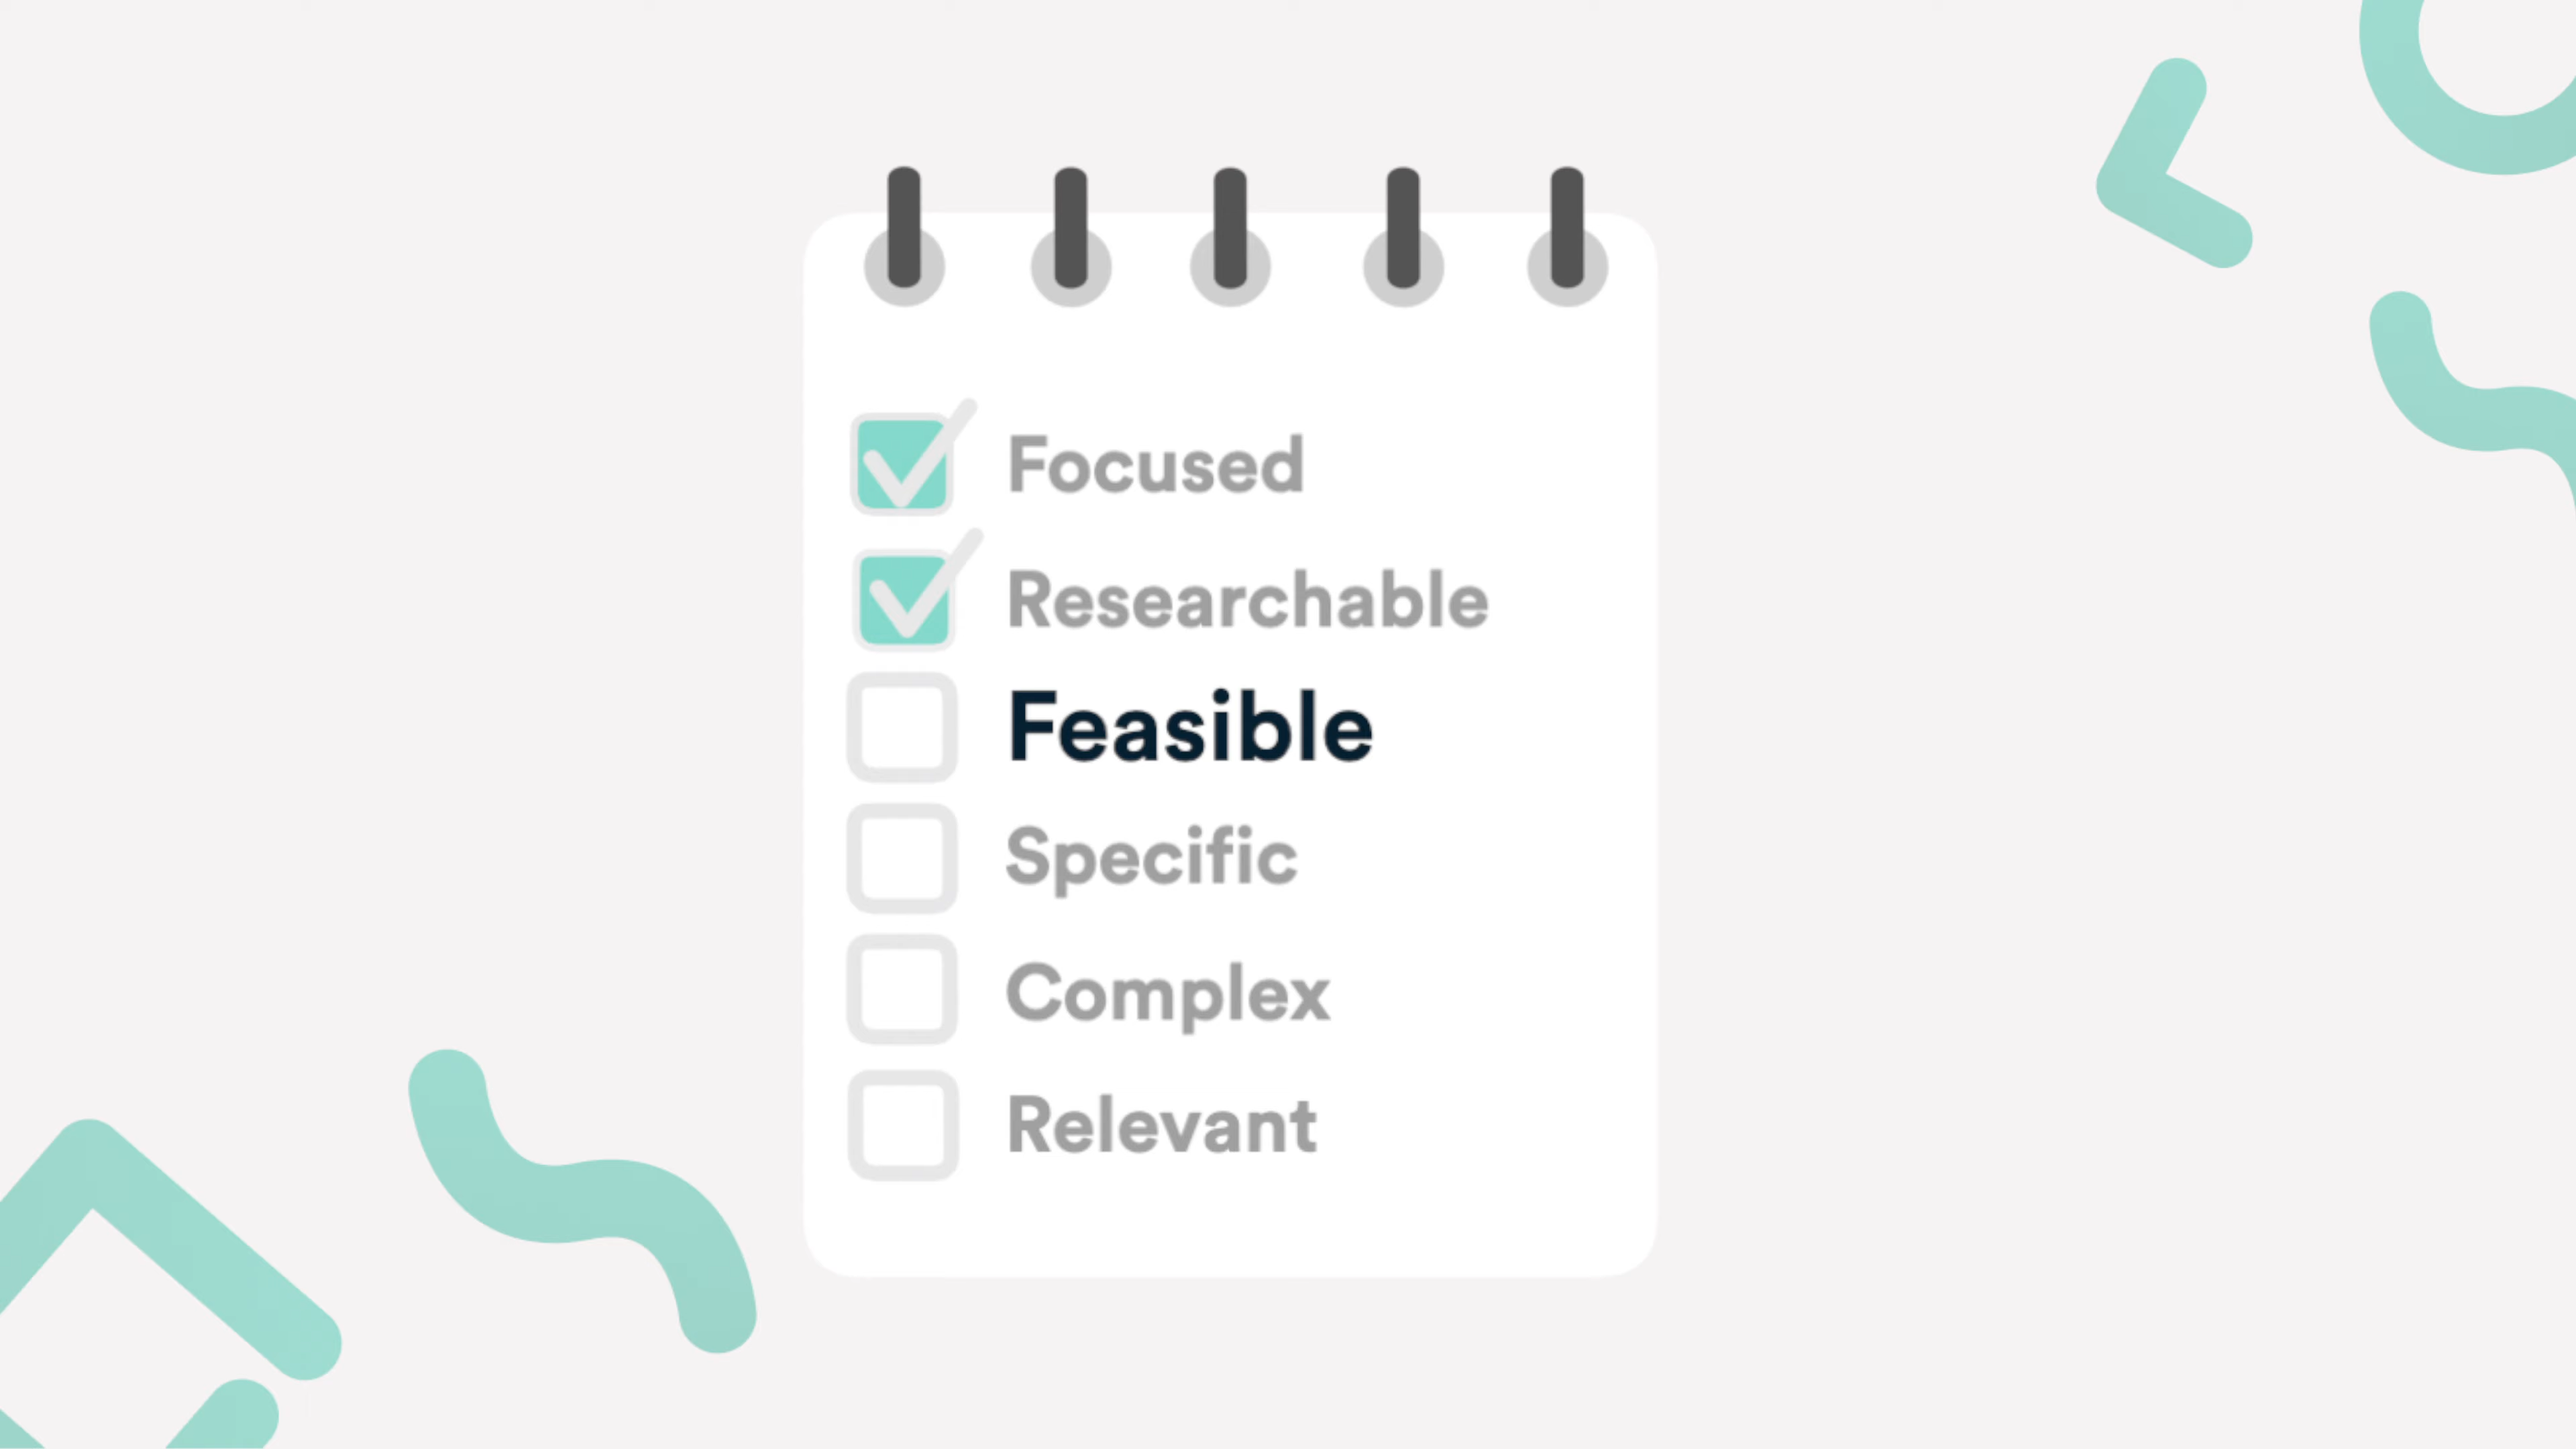 Focused
Researchable
Feasible
Specific
Complex
Relevant